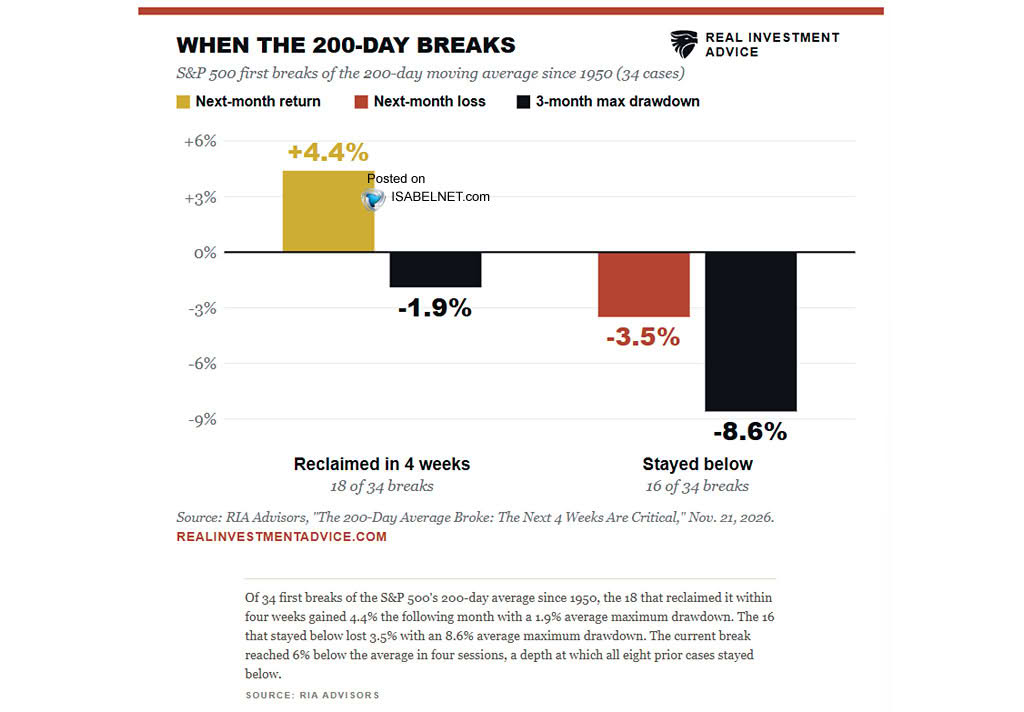 WHEN THE 200-DAY BREAKS
REAL INVESTMENT
ADVICE
S&P 500 first breaks of the 200-day moving average since 1950 (34 cases)
Next-month return
Next-month loss
3-month max drawdown
+6%
+3%
0%
-3%
-6%
-9%
+4.4%
Posted on
ISABELNET.com
-1.9%
-3.5%
-8.6%
Reclaimed in 4 weeks
18 of 34 breaks
Stayed below
16 of 34 breaks
Source: RIA Advisors, "The 200-Day Average Broke: The Next 4 Weeks Are Critical," Nov. 21, 2026.
REALINVESTMENTADVICE.COM
Of 34 first breaks of the S&P 500's 200-day average since 1950, the 18 that reclaimed it within
four weeks gained 4.4% the following month with a 1.9% average maximum drawdown. The 16
that stayed below lost 3.5% with an 8.6% average maximum drawdown. The current break
reached 6% below the average in four sessions, a depth at which all eight prior cases stayed
below.
SOURCE: RIA ADVISORS